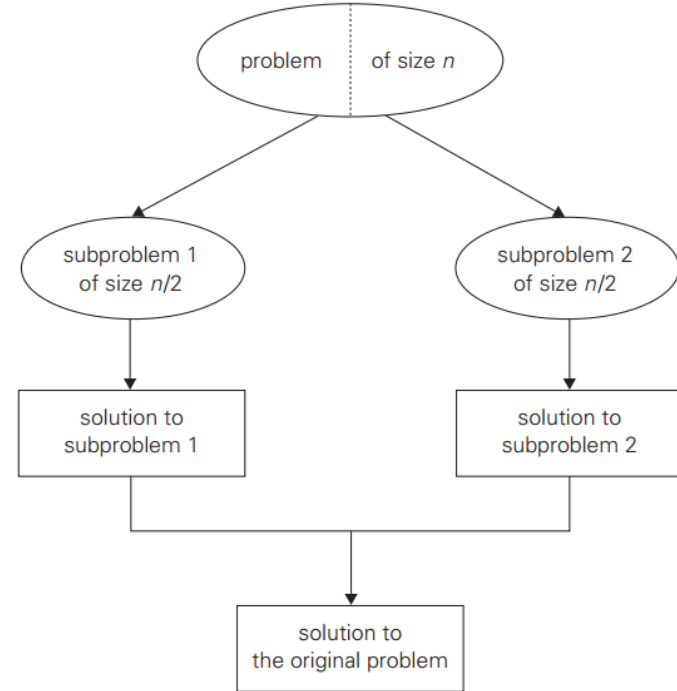 problem of size n
subproblem 1
of size n/2
subproblem 2
of size n/2
solution to
subproblem 1
solution to
subproblem 2
solution to
the original problem